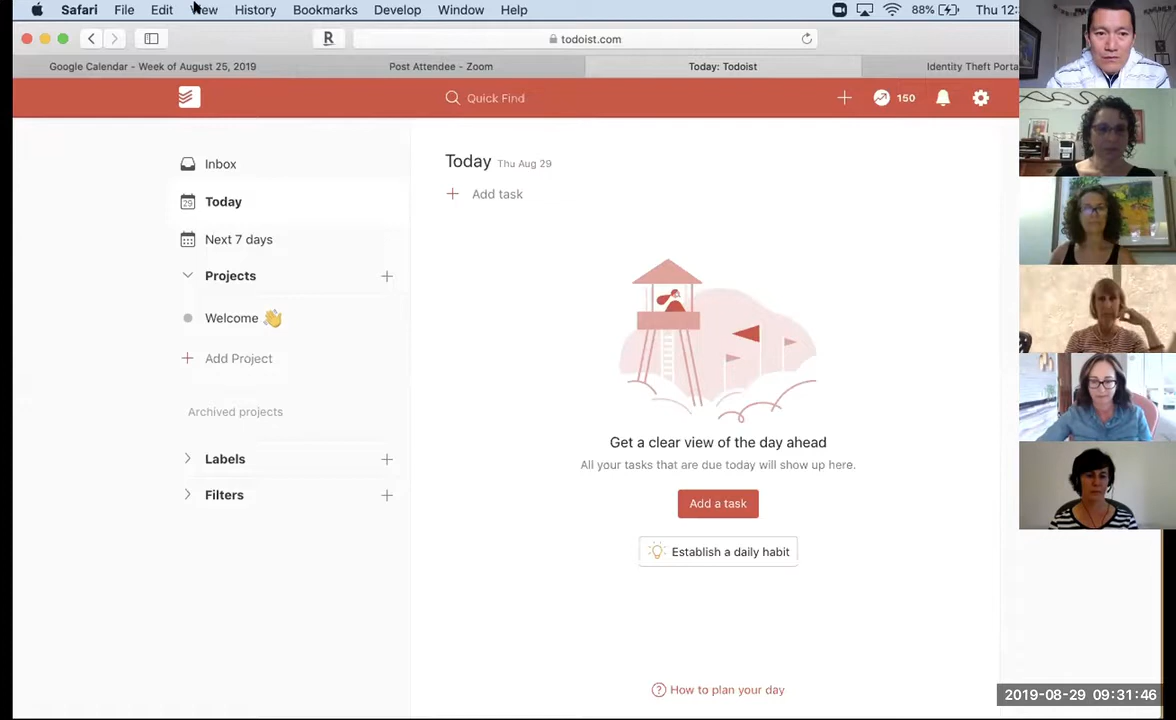 Safari File Edit View History Bookmarks Develop Window Help 88% Thu 12:
R todoist.com
Google Calendar - Week of August 25, 2019 Post Attendee - Zoom Today: Todoist Identity Theft Porta
Quick Find 150
Inbox
29 Today
Next 7 days
Projects
Welcome 👋
Add Project
Archived projects
Labels
Filters
Today Thu Aug 29
Add task
Get a clear view of the day ahead
All your tasks that are due today will show up here.
Add a task
Establish a daily habit
How to plan your day
2019-08-29 09:31:46